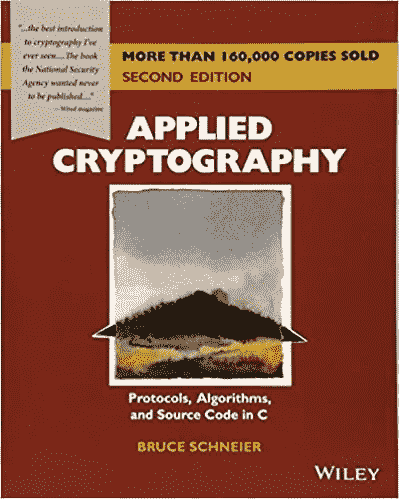 "...the best introduction
to cryptography I've
ever seen....The book
the National Security
Agency wanted never
to be published...."
– Wired magazine
MORE THAN 160,000 COPIES SOLD
SECOND EDITION
APPLIED
CRYPTOGRAPHY
Protocols, Algorithms,
and Source Code in C
BRUCE SCHNEIER
WILEY